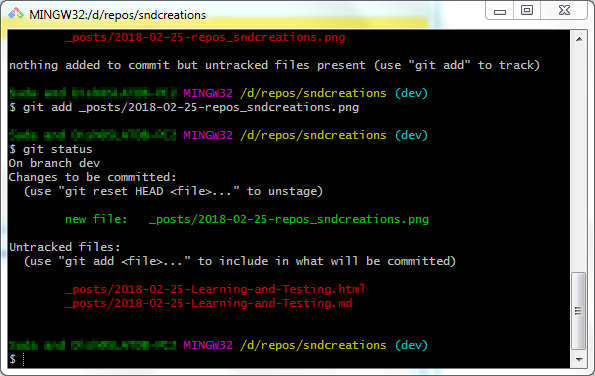 MINGW32:/d/repos/sndcreations
_posts/2018-02-25-repos_sndcreations.png
nothing added to commit but untracked files present (use "git add" to track)
MINGW32 /d/repos/sndcreations (dev)
$ git add _posts/2018-02-25-repos_sndcreations.png
MINGW32 /d/repos/sndcreations (dev)
$ git status
On branch dev
Changes to be committed:
(use "git reset HEAD <file>..." to unstage)
new file: _posts/2018-02-25-repos_sndcreations.png
Untracked files:
(use "git add <file>..." to include in what will be committed)
_posts/2018-02-25-Learning-and-Testing.html
_posts/2018-02-25-Learning-and-Testing.md
MINGW32 /d/repos/sndcreations (dev)
$